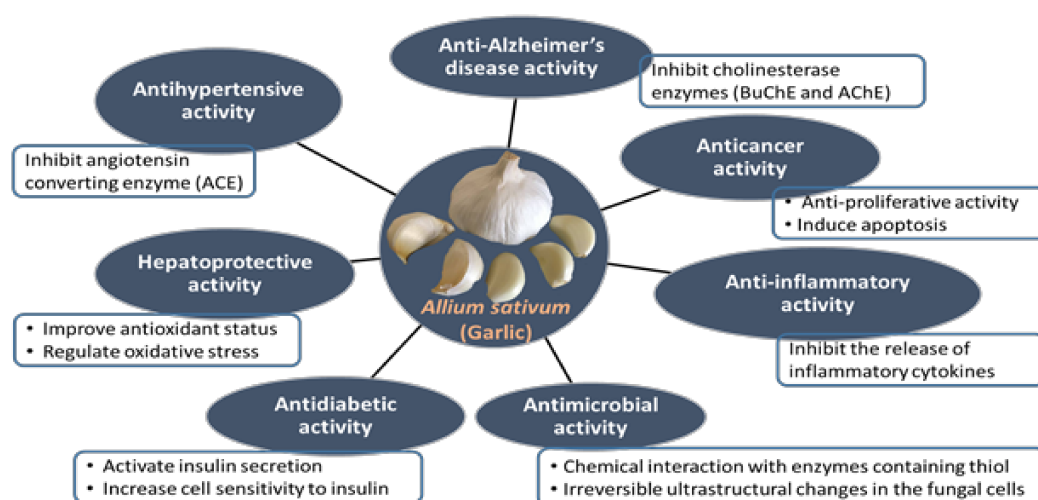 Anti-Alzheimer's
disease activity
Inhibit cholinesterase
enzymes (BuChE and AChE)
Antihypertensive
activity
Inhibit angiotensin
converting enzyme (ACE)
Anticancer
activity
• Anti-proliferative activity
• Induce apoptosis
Hepatoprotective
activity
• Improve antioxidant status
• Regulate oxidative stress
Allium sativum
(Garlic)
Anti-inflammatory
activity
Inhibit the release of
inflammatory cytokines
Antidiabetic
activity
• Activate insulin secretion
• Increase cell sensitivity to insulin
Antimicrobial
activity
• Chemical interaction with enzymes containing thiol
• Irreversible ultrastructural changes in the fungal cells